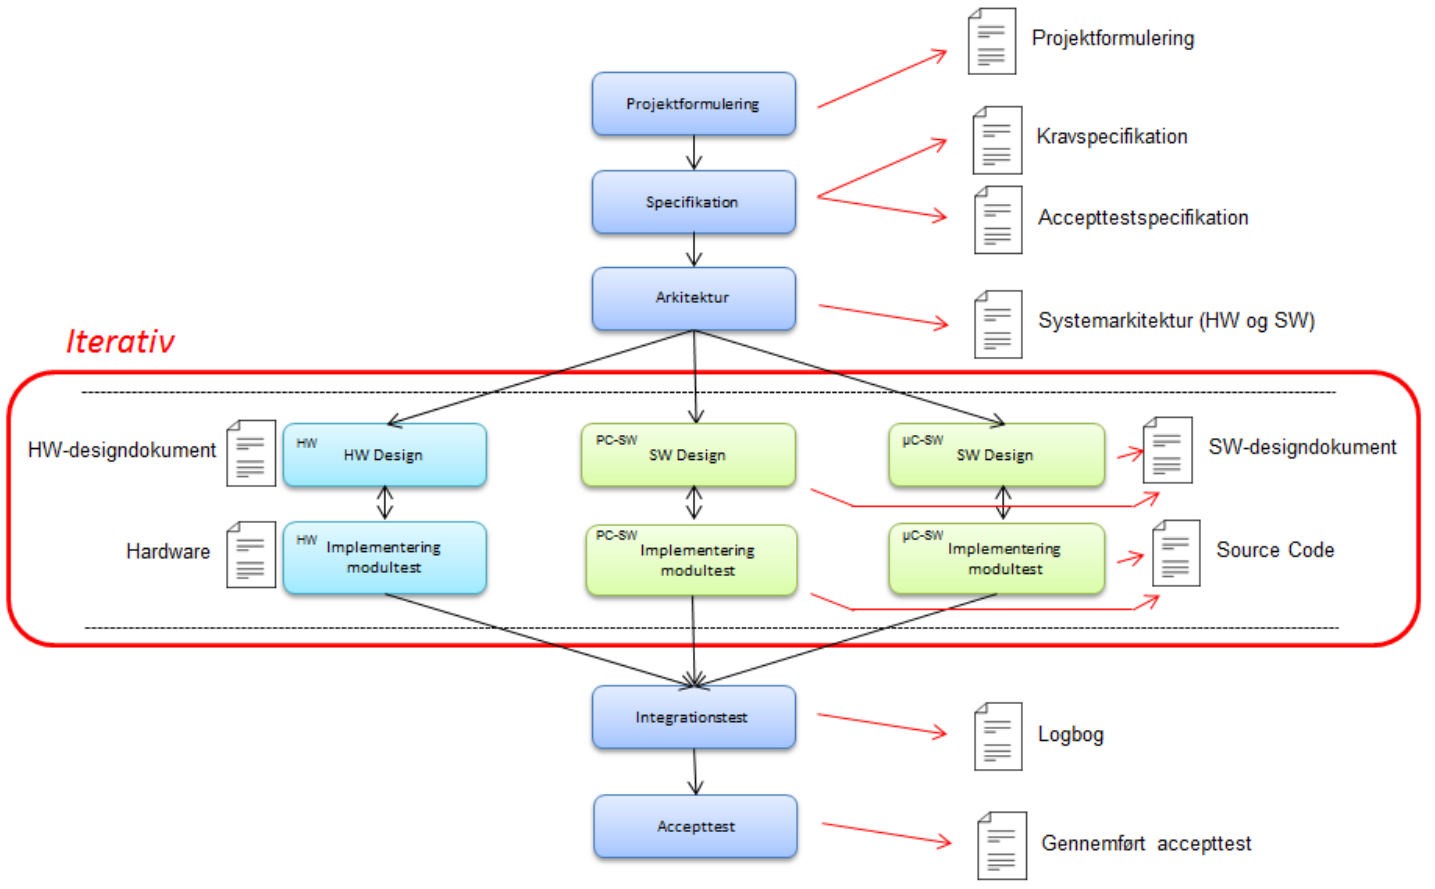 Projektformulering
Projektformulering
Kravspecifikation
Specifikation
Accepttestspecifikation
Arkitektur
Systemarkitektur (HW og SW)
Iterativ
HW-designdokument
HW
HW Design
PC-SW
SW Design
µC-SW
SW Design
SW-designdokument
Hardware
HW
Implementering
modultest
PC-SW
Implementering
modultest
µC-SW
Implementering
modultest
Source Code
Integrationstest
Logbog
Accepttest
Gennemført accepttest